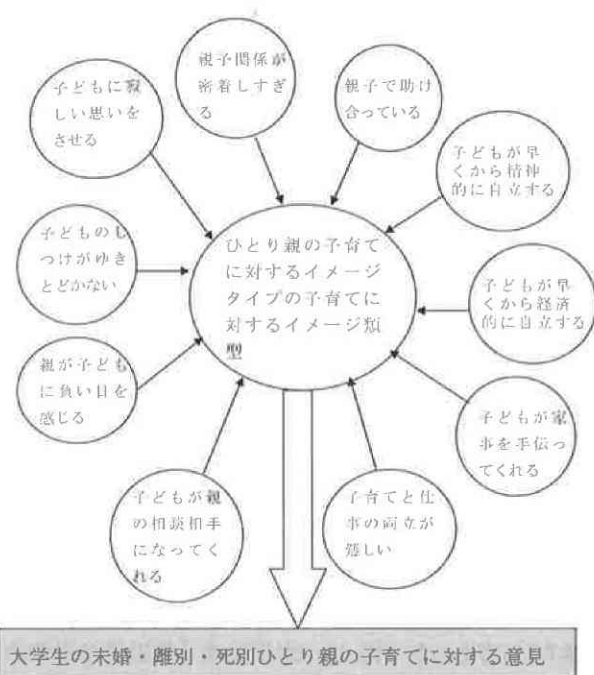 親子関係が
密着しすぎ
る
親子で助け
合っている
子どもに寂
しい思いを
させる
子どもが早
くから精神
的に自立する
子どものし
つけがゆき
とどかない
ひとり親の子育て
に対するイメージ
タイプの子育てに
対するイメージ類
型
子どもが早
くから経済
的に自立する
親が子ども
に負い目を
感じる
子どもが家
事を手伝っ
てくれる
子どもが親
の相談相手
になってく
れる
子育てと仕
事の両立が
難しい
大学生の未婚・離別・死別ひとり親の子育てに対する意見